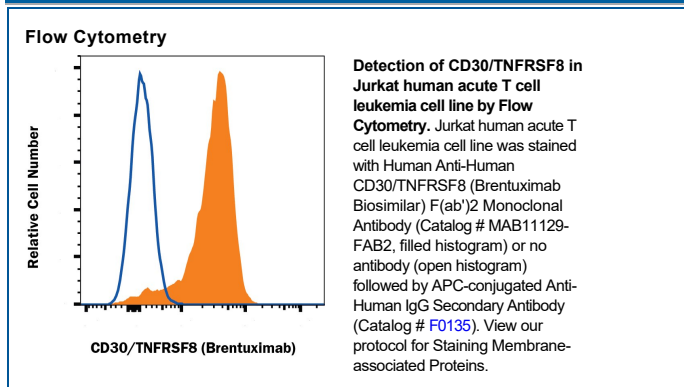 Flow Cytometry
Relative Cell Number
CD30/TNFRSF8 (Brentuximab)
Detection of CD30/TNFRSF8 in
Jurkat human acute T cell
leukemia cell line by Flow
Cytometry. Jurkat human acute T
cell leukemia cell line was stained
with Human Anti-Human
CD30/TNFRSF8 (Brentuximab
Biosimilar) F(ab')2 Monoclonal
Antibody (Catalog # MAB11129-
FAB2, filled histogram) or no
antibody (open histogram)
followed by APC-conjugated Anti-
Human IgG Secondary Antibody
(Catalog # F0135). View our
protocol for Staining Membrane-
associated Proteins.